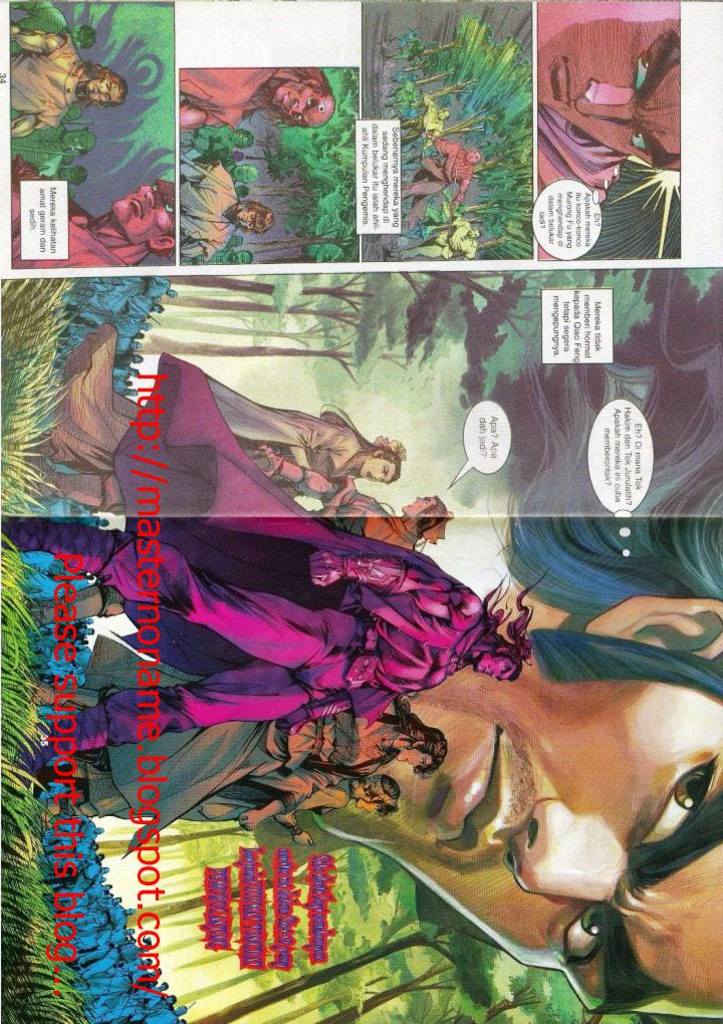 Eh?
Apakah mereka
itu konco-konco
Murong Fu yang
menghendap di
dalam belukar
tadi?
Sebenarnya mereka yang
sedang menghendap di
dalam belukar itu ialah ahli-
ahli Kumpulan Pengemis.
Mereka kelihatan
amat geram dan
sedih.
34
Eh? Di mana Tok
Hakim dan Tok Jurulatih?
Apakah mereka ini cuba
memberontak?
...
Mereka tidak
memberi hormat
kepada Qiao Feng
tetapi segera
mengepungnya.
Apa? Apa
dah jadi?
35
http://masternoname.blogspot.com/
Please support this blog...